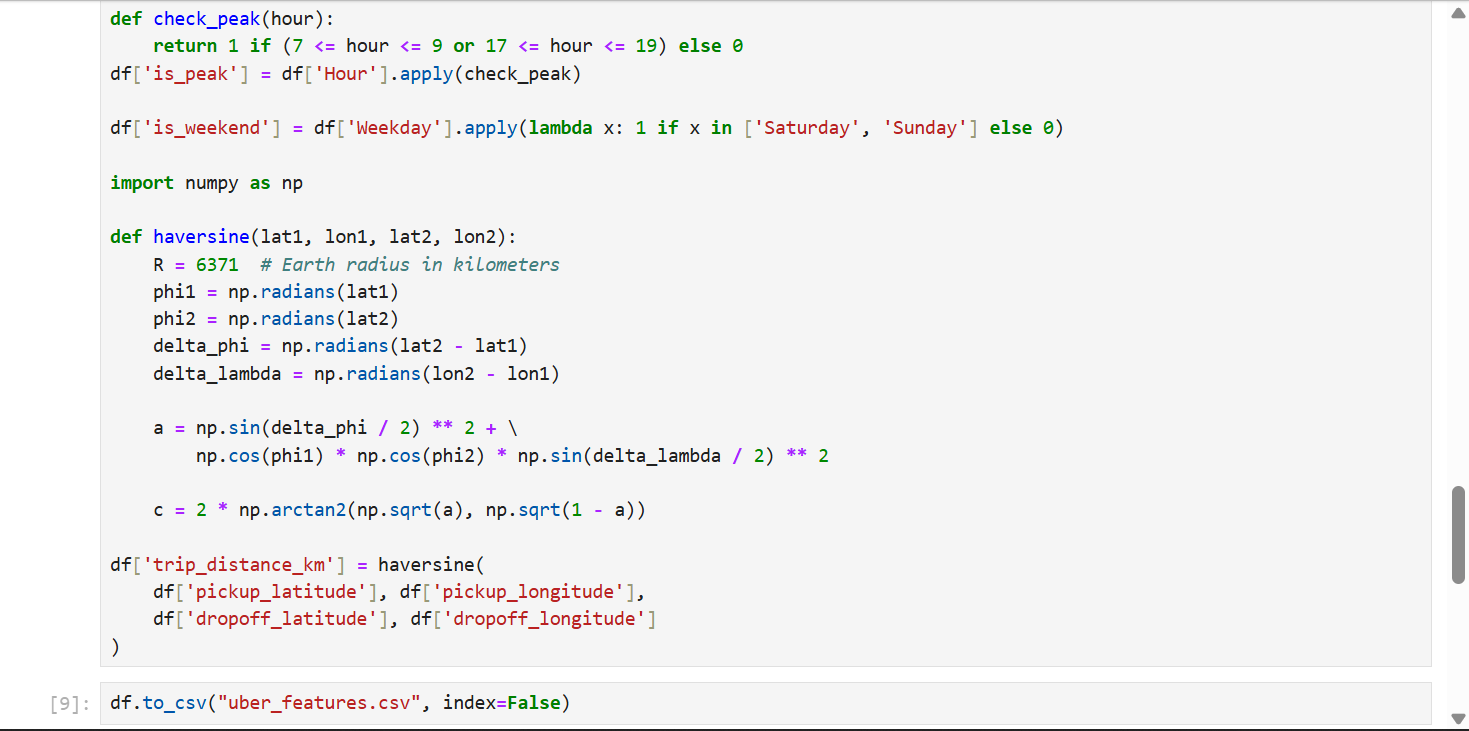 def check_peak(hour):
    return 1 if (7 <= hour <= 9 or 17 <= hour <= 19) else 0
df['is_peak'] = df['Hour'].apply(check_peak)

df['is_weekend'] = df['Weekday'].apply(lambda x: 1 if x in ['Saturday', 'Sunday'] else 0)

import numpy as np

def haversine(lat1, lon1, lat2, lon2):
    R = 6371  # Earth radius in kilometers
    phi1 = np.radians(lat1)
    phi2 = np.radians(lat2)
    delta_phi = np.radians(lat2 - lat1)
    delta_lambda = np.radians(lon2 - lon1)

    a = np.sin(delta_phi / 2) ** 2 + \
        np.cos(phi1) * np.cos(phi2) * np.sin(delta_lambda / 2) ** 2

    c = 2 * np.arctan2(np.sqrt(a), np.sqrt(1 - a))

df['trip_distance_km'] = haversine(
    df['pickup_latitude'], df['pickup_longitude'],
    df['dropoff_latitude'], df['dropoff_longitude']
)
[9]: df.to_csv("uber_features.csv", index=False)